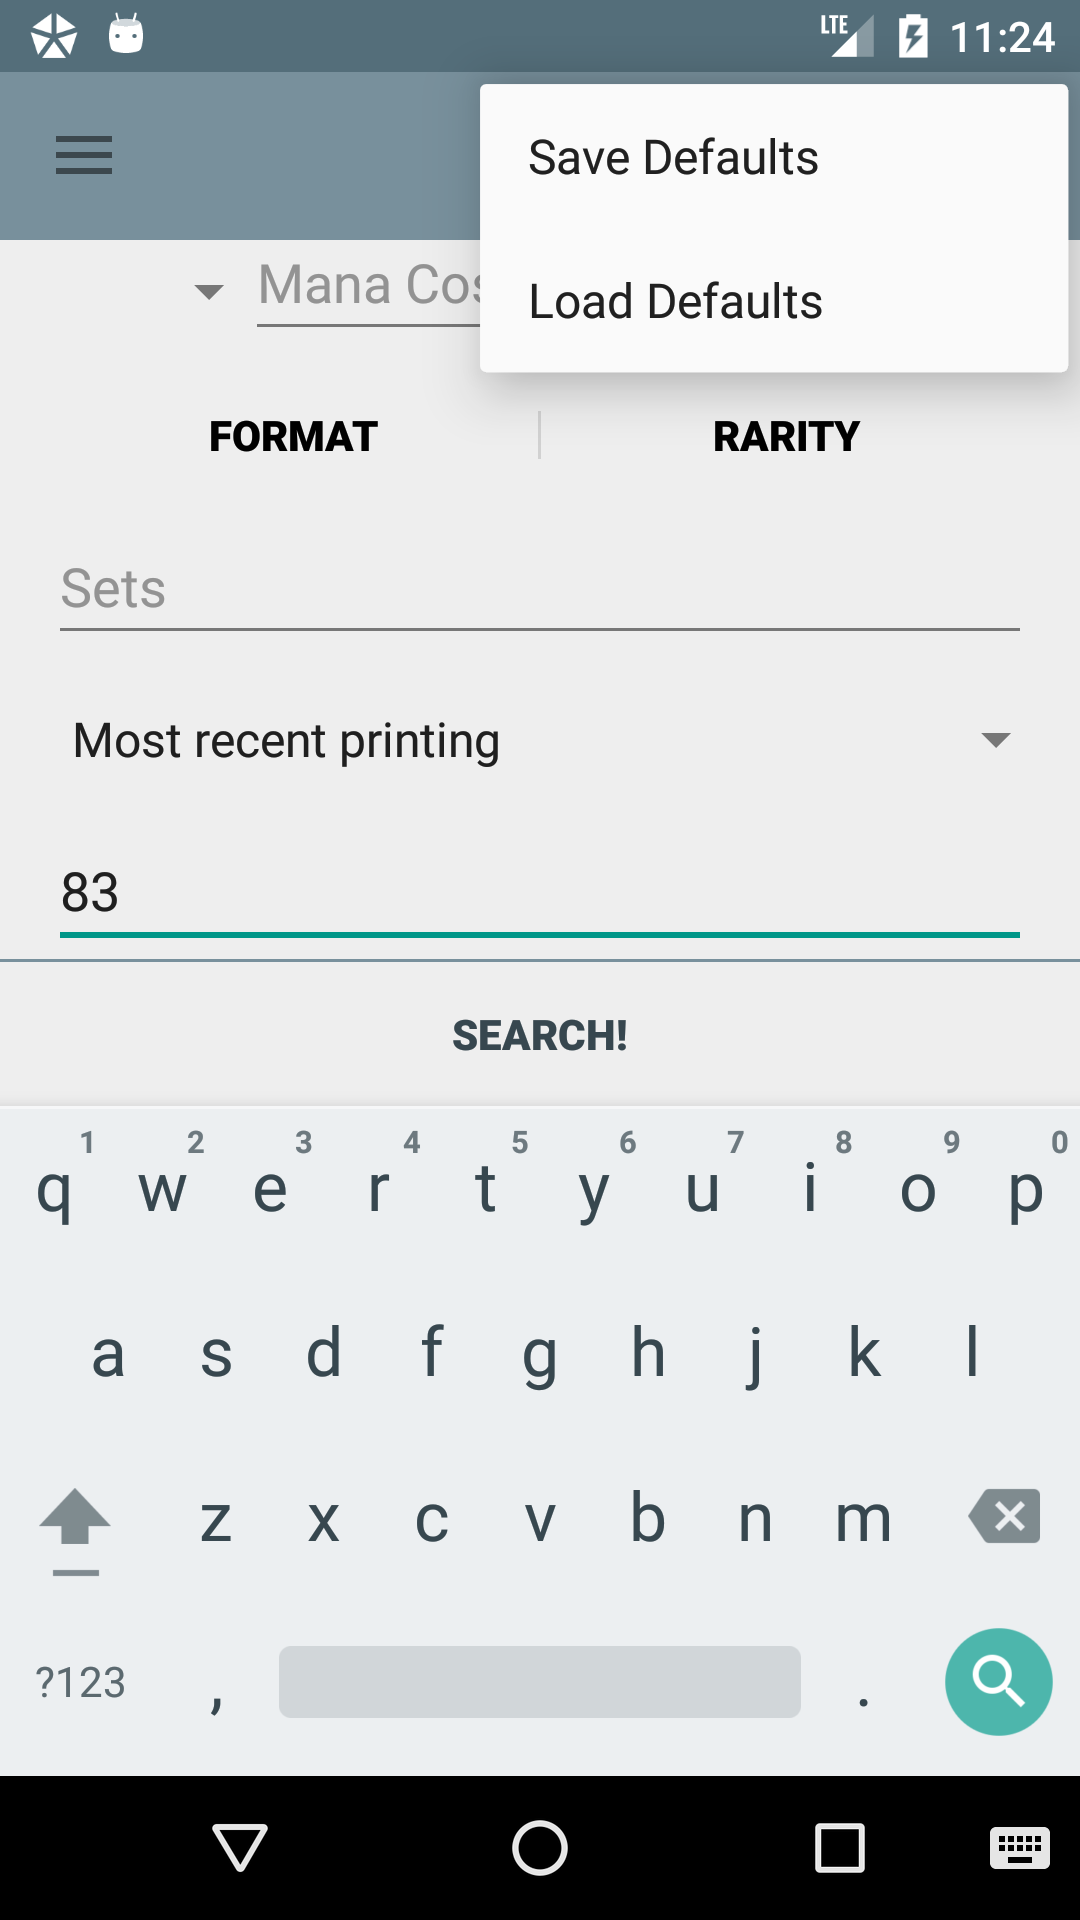 LTE 11:24
Save Defaults
Load Defaults
Mana Cos
FORMAT RARITY
Sets
Most recent printing
83
SEARCH!
1 2 3 4 5 6 7 8 9 0
q w e r t y u i o p
a s d f g h j k l
z x c v b n m
?123 , .